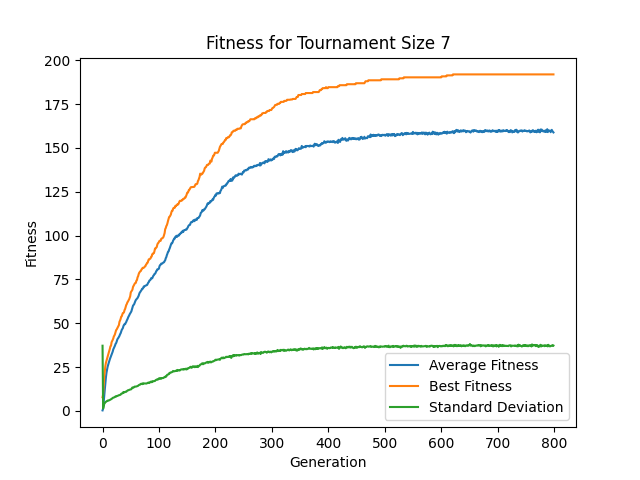 Fitness for Tournament Size 7
200
175
150
125
100
75
50
25
0
Fitness
0 100 200 300 400 500 600 700 800
Generation
Average Fitness
Best Fitness
Standard Deviation